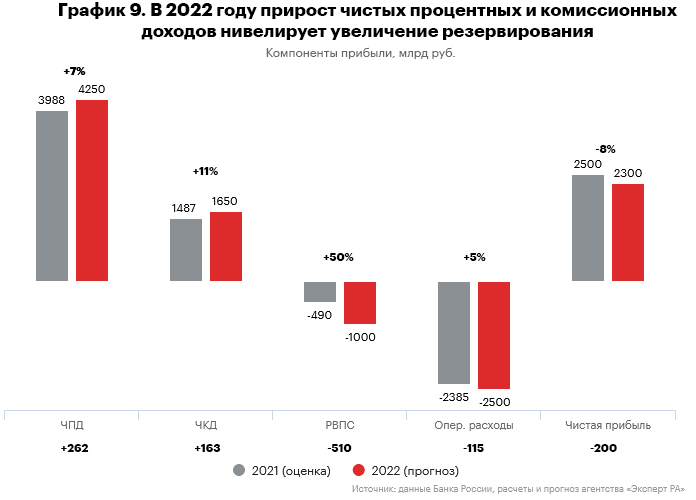 График 9. В 2022 году прирост чистых процентных и комиссионных
доходов нивелирует увеличение резервирования
Компоненты прибыли, млрд руб.
+7%
3988 4250
+11%
1487 1650
+50%
-490
-1000
+5%
-2385
-2500
-8%
2500
2300
ЧПД ЧКД РВПС Опер. расходы Чистая прибыль
+262 +163 -510 -115 -200
2021 (оценка) 2022 (прогноз)
Источник: данные Банка России, расчеты и прогноз агентства «Эксперт РА»